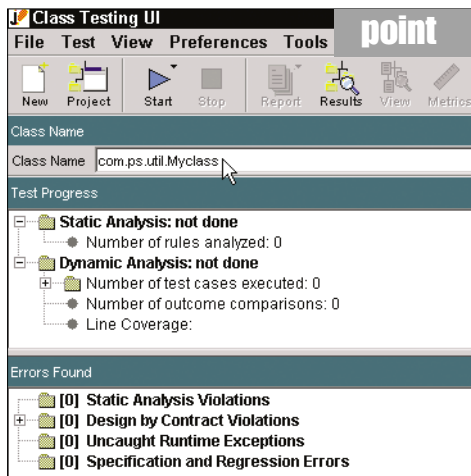 Class Testing UI
File Test View Preferences Tools
point
New Project Start Stop Report Results View Metrics
Class Name
Class Name com.ps.util.Myclass
Test Progress
Static Analysis: not done
Number of rules analyzed: 0
Dynamic Analysis: not done
Number of test cases executed: 0
Number of outcome comparisons: 0
Line Coverage:
Errors Found
[0] Static Analysis Violations
[0] Design by Contract Violations
[0] Uncaught Runtime Exceptions
[0] Specification and Regression Errors